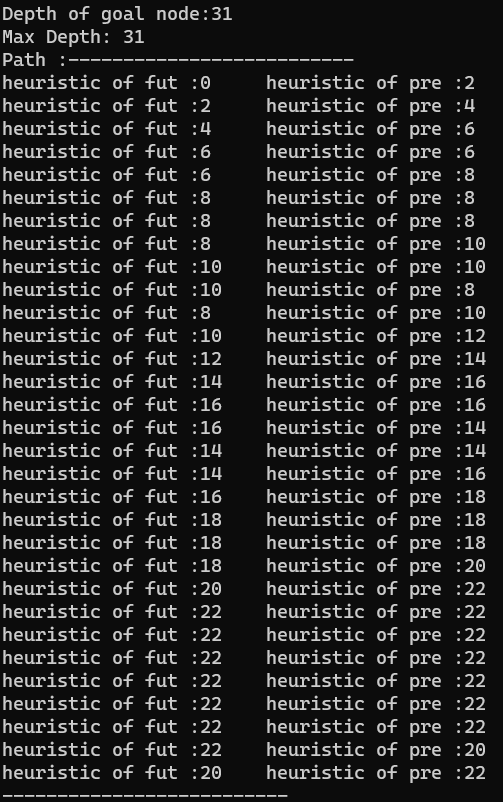 Depth of goal node:31
Max Depth: 31
Path :--------------------------
heuristic of fut :0     heuristic of pre :2
heuristic of fut :2     heuristic of pre :4
heuristic of fut :4     heuristic of pre :6
heuristic of fut :6     heuristic of pre :6
heuristic of fut :6     heuristic of pre :8
heuristic of fut :8     heuristic of pre :8
heuristic of fut :8     heuristic of pre :8
heuristic of fut :8     heuristic of pre :10
heuristic of fut :10    heuristic of pre :10
heuristic of fut :10    heuristic of pre :8
heuristic of fut :8     heuristic of pre :10
heuristic of fut :10    heuristic of pre :12
heuristic of fut :12    heuristic of pre :14
heuristic of fut :14    heuristic of pre :16
heuristic of fut :16    heuristic of pre :16
heuristic of fut :16    heuristic of pre :14
heuristic of fut :14    heuristic of pre :14
heuristic of fut :14    heuristic of pre :16
heuristic of fut :16    heuristic of pre :18
heuristic of fut :18    heuristic of pre :18
heuristic of fut :18    heuristic of pre :18
heuristic of fut :18    heuristic of pre :20
heuristic of fut :20    heuristic of pre :22
heuristic of fut :22    heuristic of pre :22
heuristic of fut :22    heuristic of pre :22
heuristic of fut :22    heuristic of pre :22
heuristic of fut :22    heuristic of pre :22
heuristic of fut :22    heuristic of pre :22
heuristic of fut :22    heuristic of pre :22
heuristic of fut :22    heuristic of pre :20
heuristic of fut :20    heuristic of pre :22
--------------------------